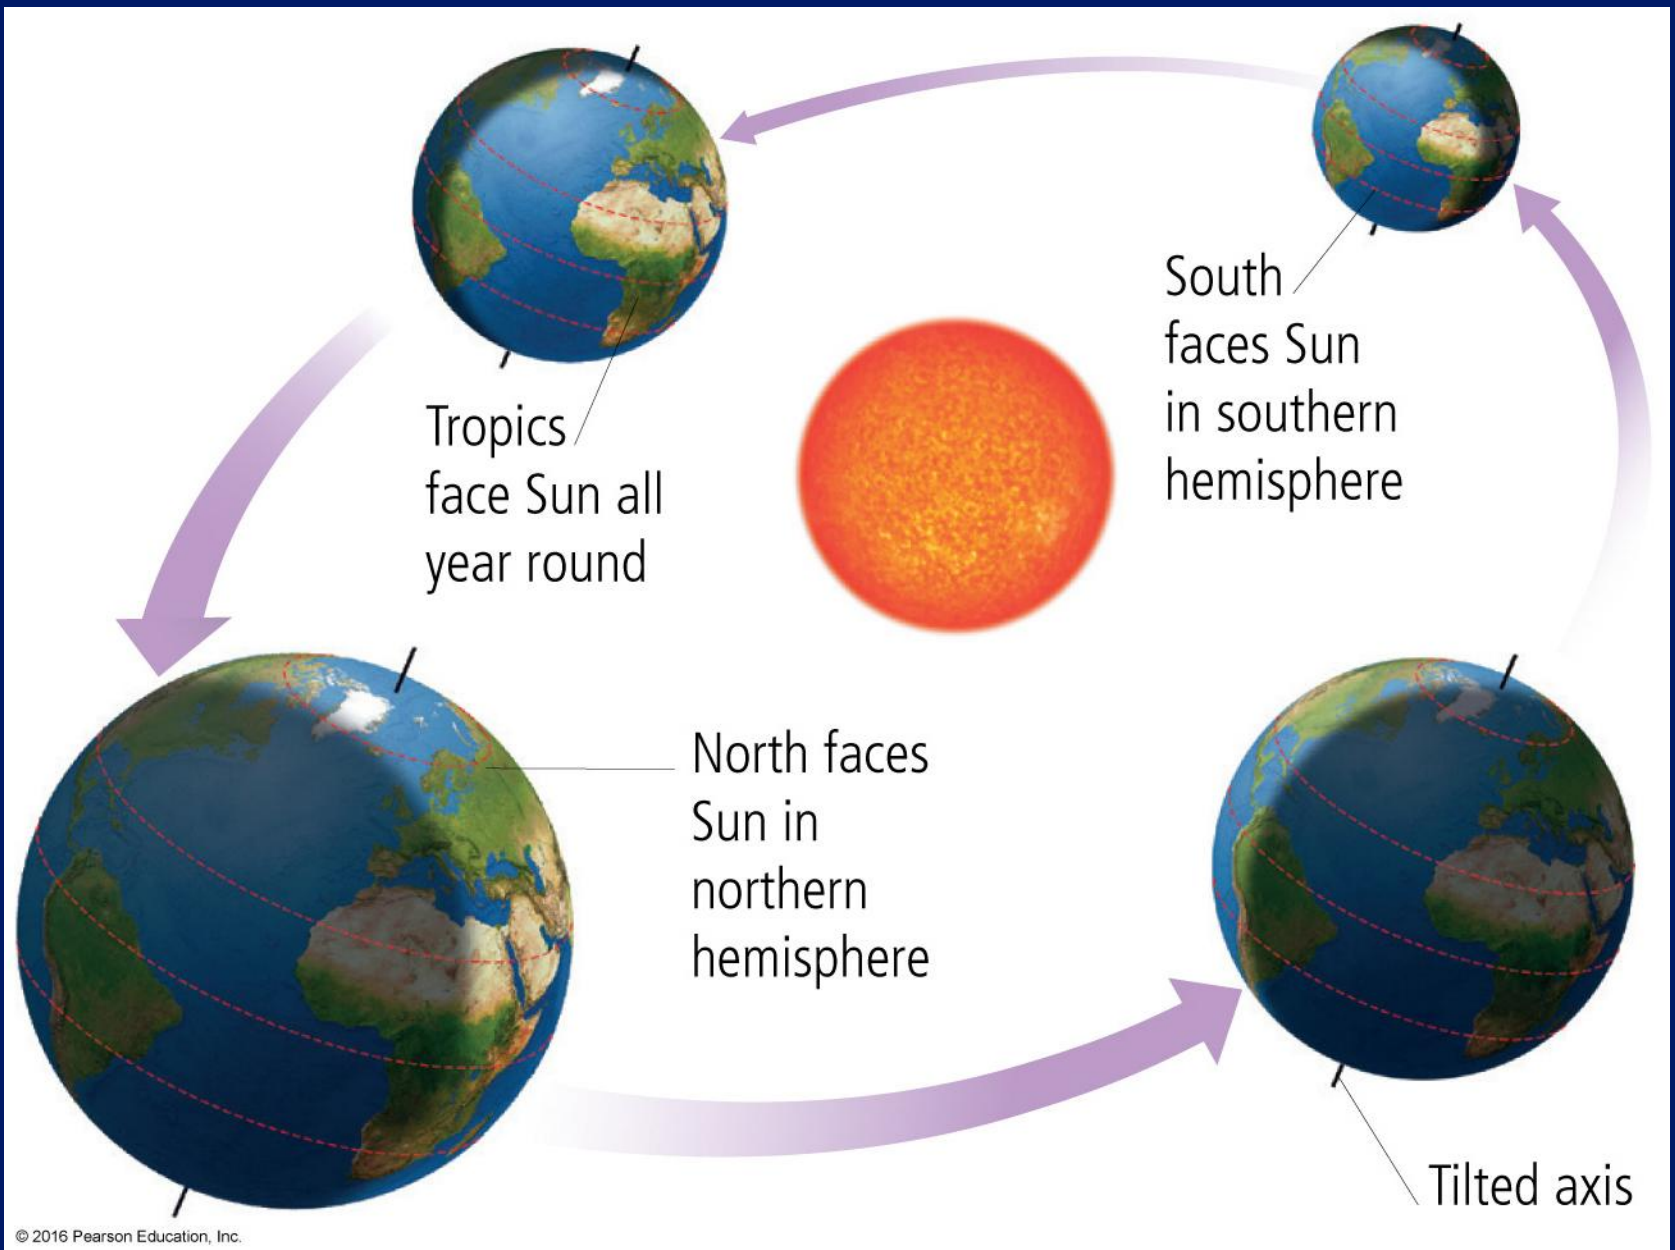 South
faces Sun
in southern
hemisphere
Tropics
face Sun all
year round
North faces
Sun in
northern
hemisphere
Tilted axis
© 2016 Pearson Education, Inc.